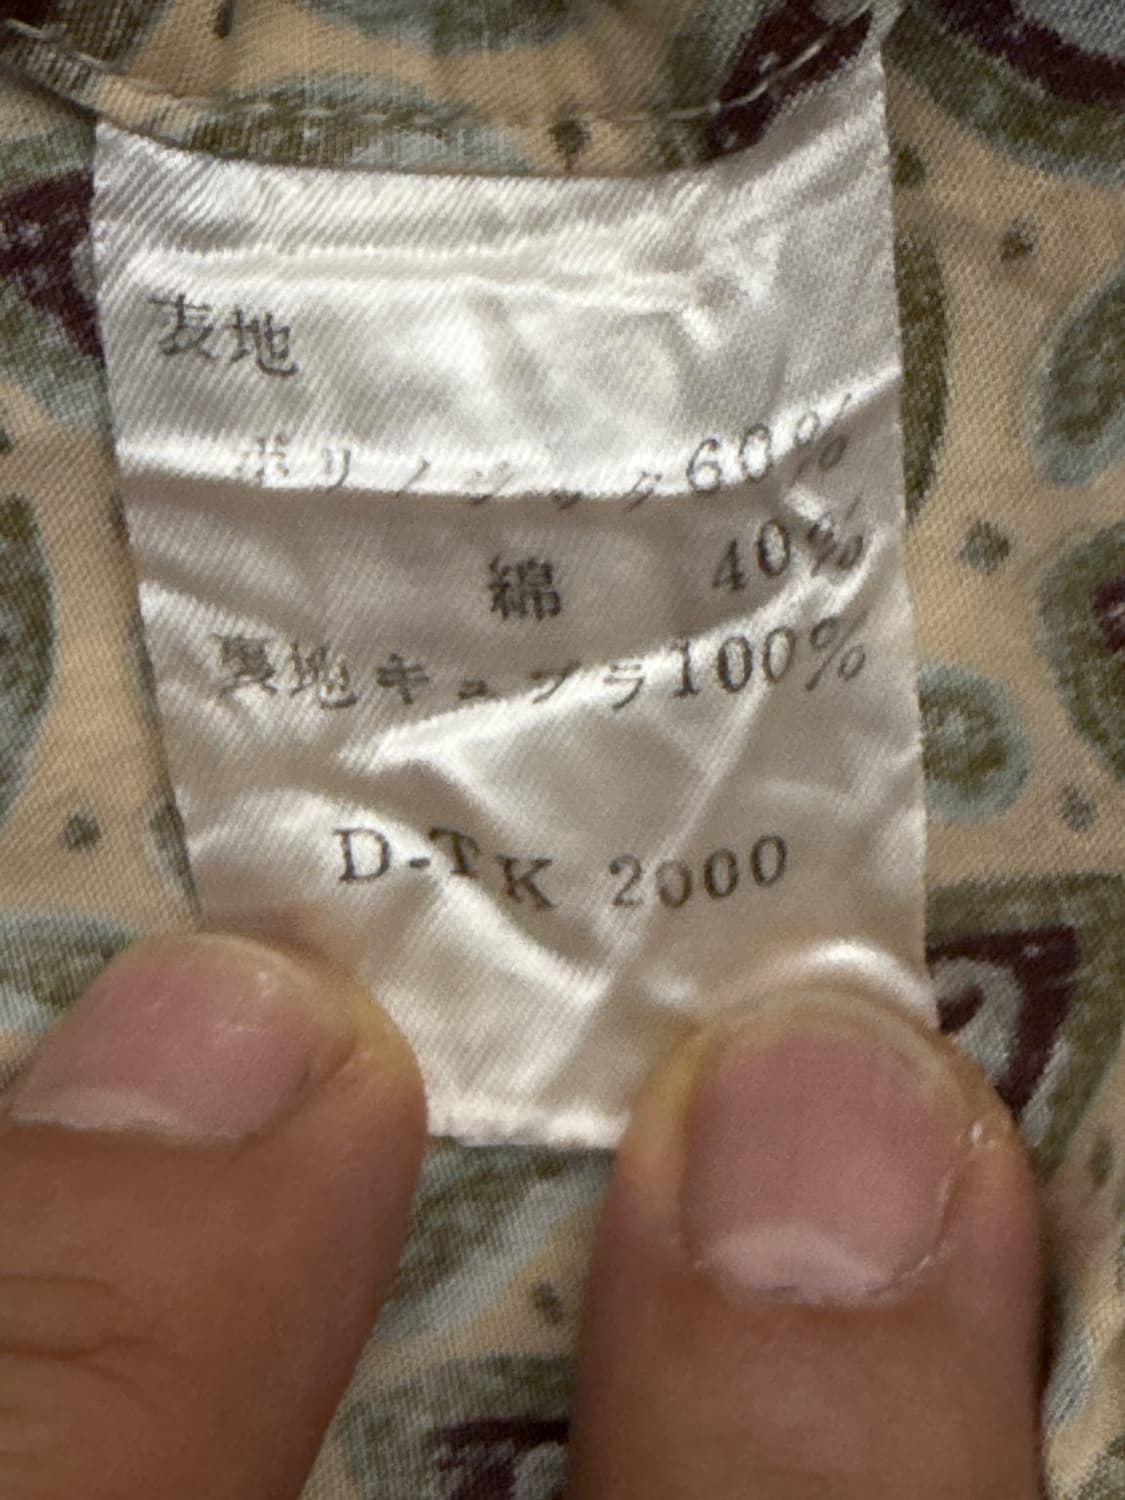 表地
ポリノジック60%
綿 40%
裏地キュプラ100%
D-TK 2000